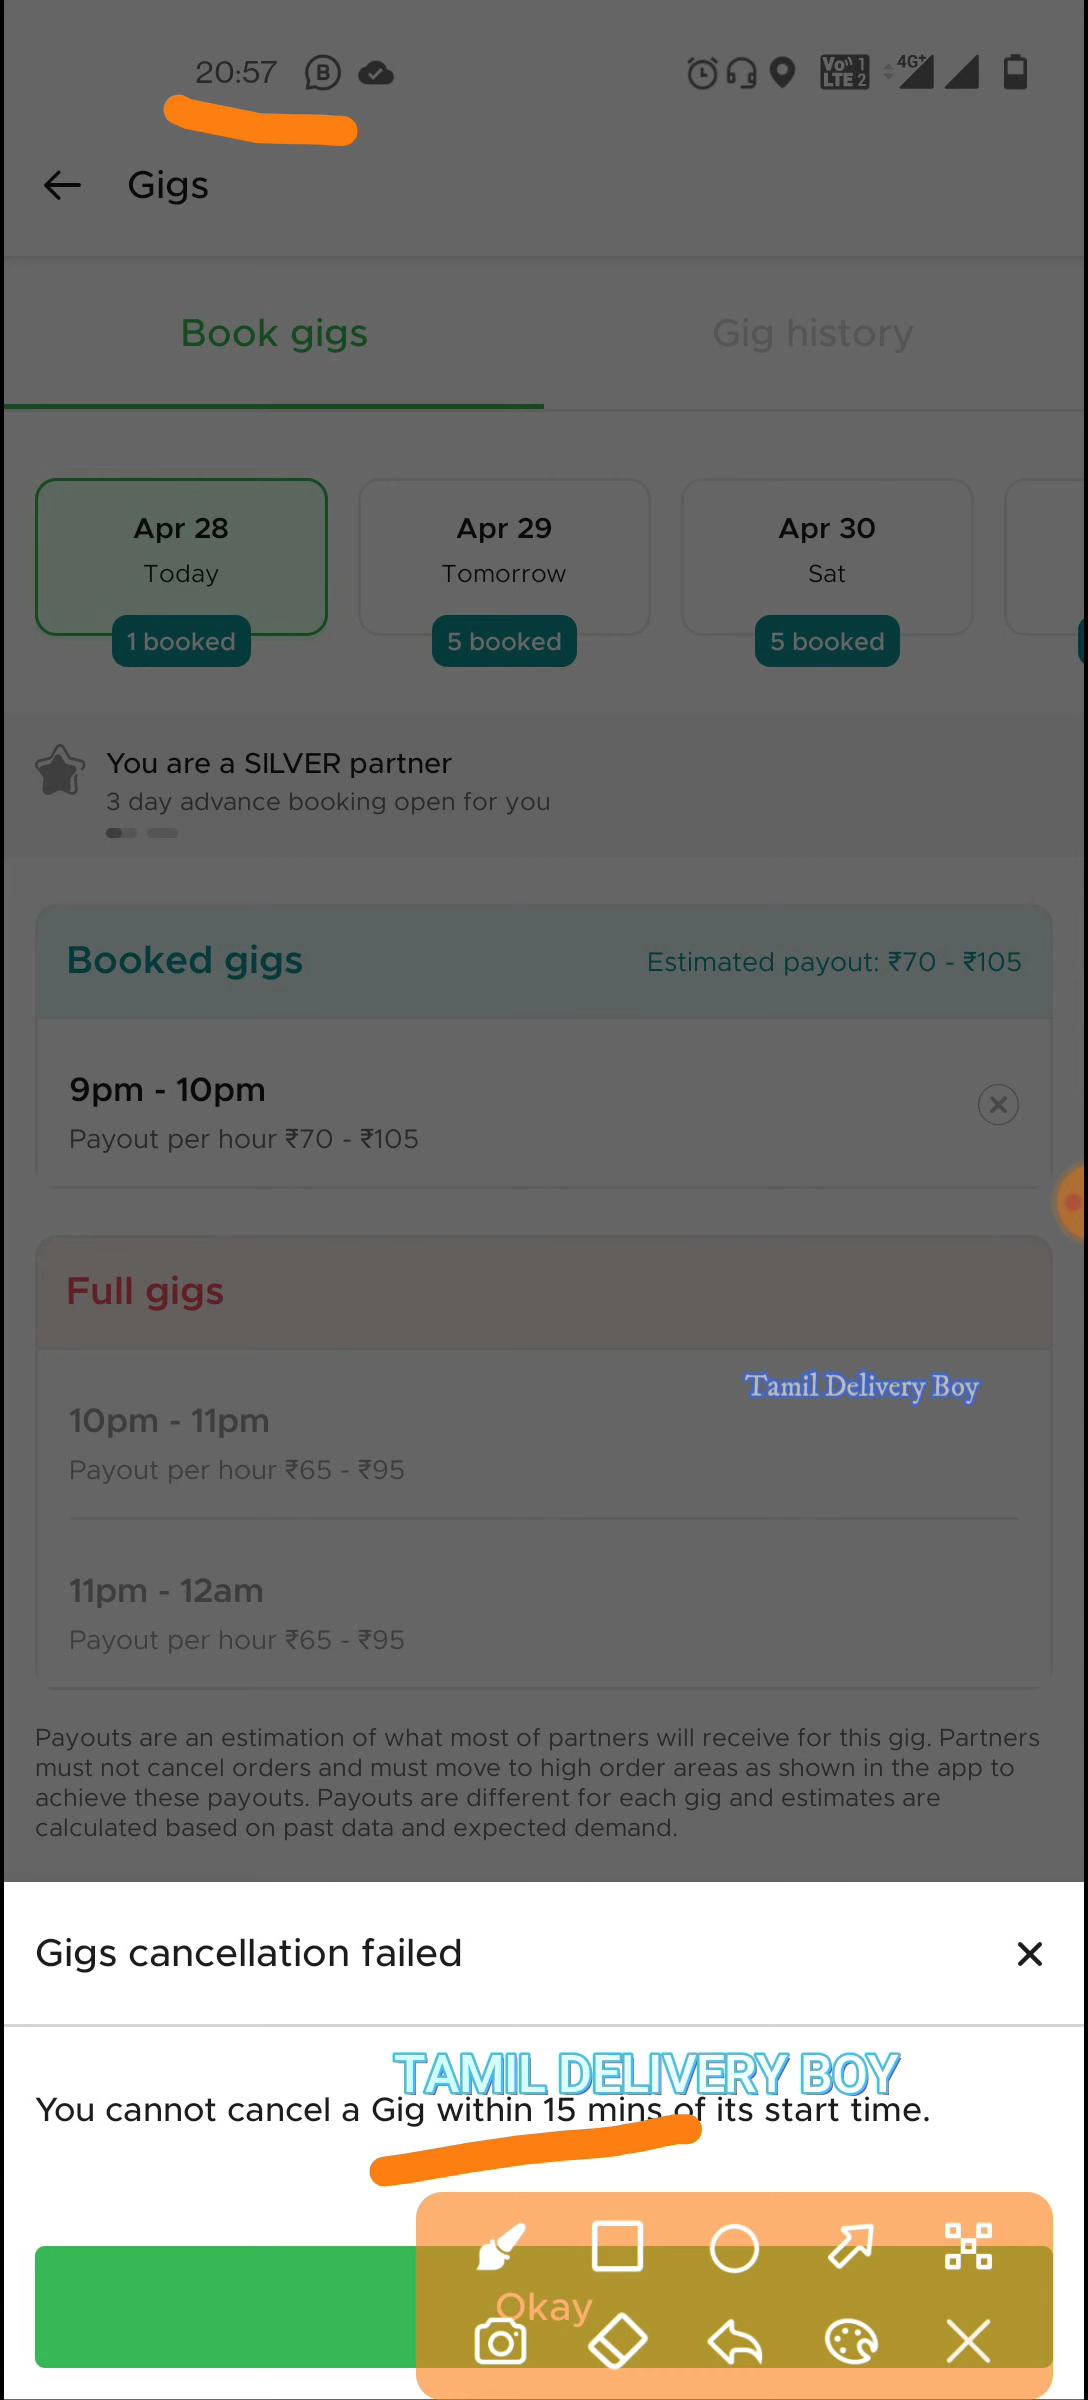 20:57
B
Vo)) 1
LTE 2
4G+
Gigs
Book gigs
Gig history
Apr 28
Today
1 booked
Apr 29
Tomorrow
5 booked
Apr 30
Sat
5 booked
You are a SILVER partner
3 day advance booking open for you
Booked gigs
Estimated payout: ₹70 - ₹105
9pm - 10pm
Payout per hour ₹70 - ₹105
Full gigs
Tamil Delivery Boy
10pm - 11pm
Payout per hour ₹65 - ₹95
11pm - 12am
Payout per hour ₹65 - ₹95
Payouts are an estimation of what most of partners will receive for this gig. Partners
must not cancel orders and must move to high order areas as shown in the app to
achieve these payouts. Payouts are different for each gig and estimates are
calculated based on past data and expected demand.
Gigs cancellation failed
TAMIL DELIVERY BOY
You cannot cancel a Gig within 15 mins of its start time.
Okay